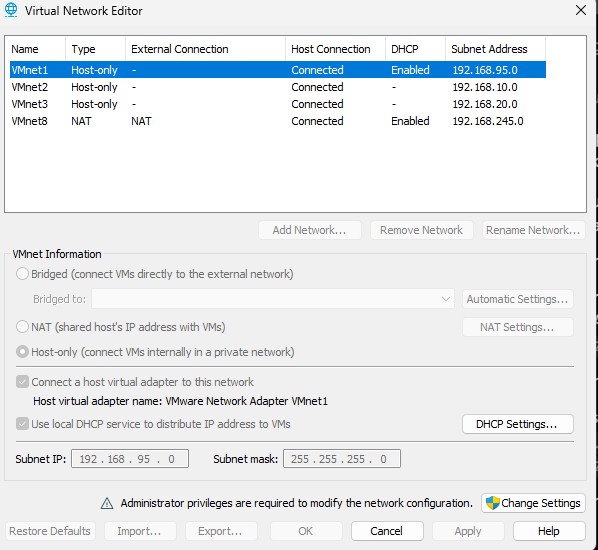 Virtual Network Editor
Name Type External Connection Host Connection DHCP Subnet Address
VMnet1 Host-only - Connected Enabled 192.168.95.0
VMnet2 Host-only - Connected - 192.168.10.0
VMnet3 Host-only - Connected - 192.168.20.0
VMnet8 NAT NAT Connected Enabled 192.168.245.0
Add Network... Remove Network Rename Network...
VMnet Information
Bridged (connect VMs directly to the external network)
Bridged to: Automatic Settings...
NAT (shared host's IP address with VMs) NAT Settings...
Host-only (connect VMs internally in a private network)
Connect a host virtual adapter to this network
Host virtual adapter name: VMware Network Adapter VMnet1
Use local DHCP service to distribute IP address to VMs DHCP Settings...
Subnet IP: 192 . 168 . 95 . 0 Subnet mask: 255 . 255 . 255 . 0
Administrator privileges are required to modify the network configuration. Change Settings
Restore Defaults Import... Export... OK Cancel Apply Help